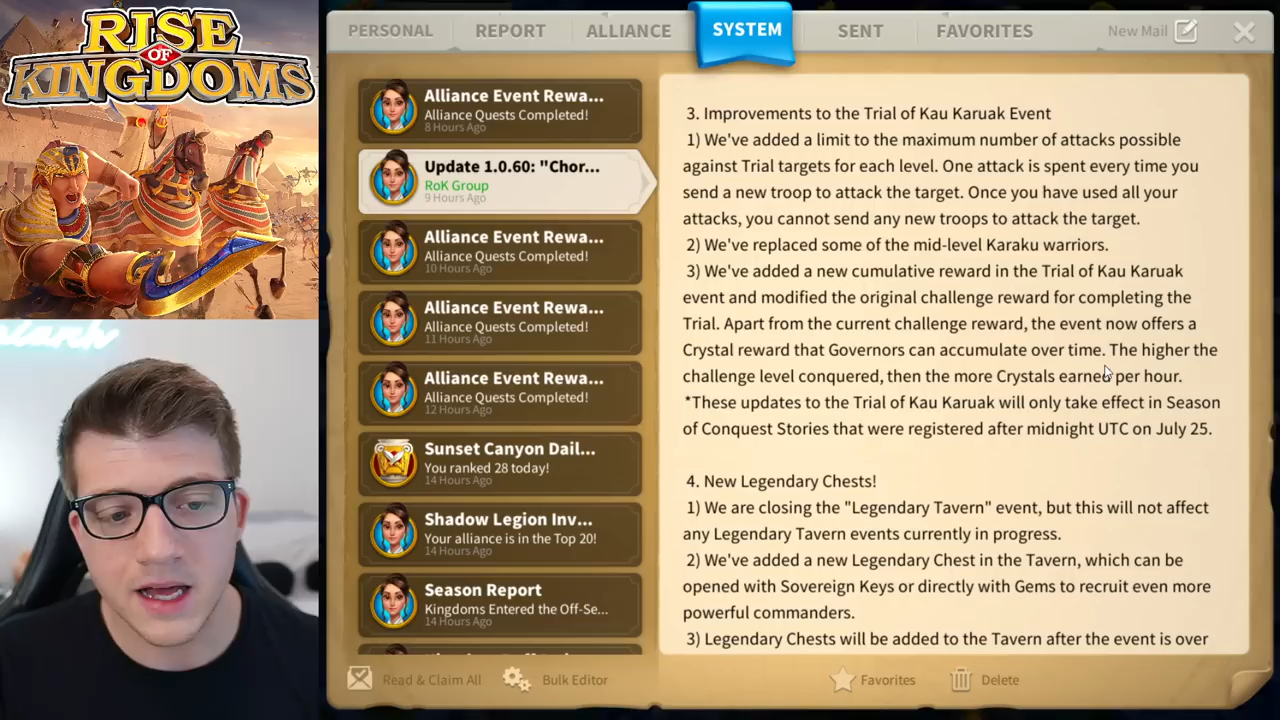 RISE
OF
KINGDOMS
PERSONAL
REPORT
ALLIANCE
SYSTEM
SENT
FAVORITES
New Mail
Alliance Event Rewa...
Alliance Quests Completed!
8 Hours Ago
Update 1.0.60: "Chor...
RoK Group
9 Hours Ago
Alliance Event Rewa...
Alliance Quests Completed!
10 Hours Ago
Alliance Event Rewa...
Alliance Quests Completed!
11 Hours Ago
Alliance Event Rewa...
Alliance Quests Completed!
12 Hours Ago
Sunset Canyon Dail...
You ranked 28 today!
14 Hours Ago
Shadow Legion Inv...
Your alliance is in the Top 20!
14 Hours Ago
Season Report
Kingdoms Entered the Off-Se...
14 Hours Ago
Read & Claim All
Bulk Editor
3. Improvements to the Trial of Kau Karuak Event
1) We've added a limit to the maximum number of attacks possible
against Trial targets for each level. One attack is spent every time you
send a new troop to attack the target. Once you have used all your
attacks, you cannot send any new troops to attack the target.
2) We've replaced some of the mid-level Karaku warriors.
3) We've added a new cumulative reward in the Trial of Kau Karuak
event and modified the original challenge reward for completing the
Trial. Apart from the current challenge reward, the event now offers a
Crystal reward that Governors can accumulate over time. The higher the
challenge level conquered, then the more Crystals earned per hour.
*These updates to the Trial of Kau Karuak will only take effect in Season
of Conquest Stories that were registered after midnight UTC on July 25.
4. New Legendary Chests!
1) We are closing the "Legendary Tavern" event, but this will not affect
any Legendary Tavern events currently in progress.
2) We've added a new Legendary Chest in the Tavern, which can be
opened with Sovereign Keys or directly with Gems to recruit even more
powerful commanders.
3) Legendary Chests will be added to the Tavern after the event is over
Favorites
Delete